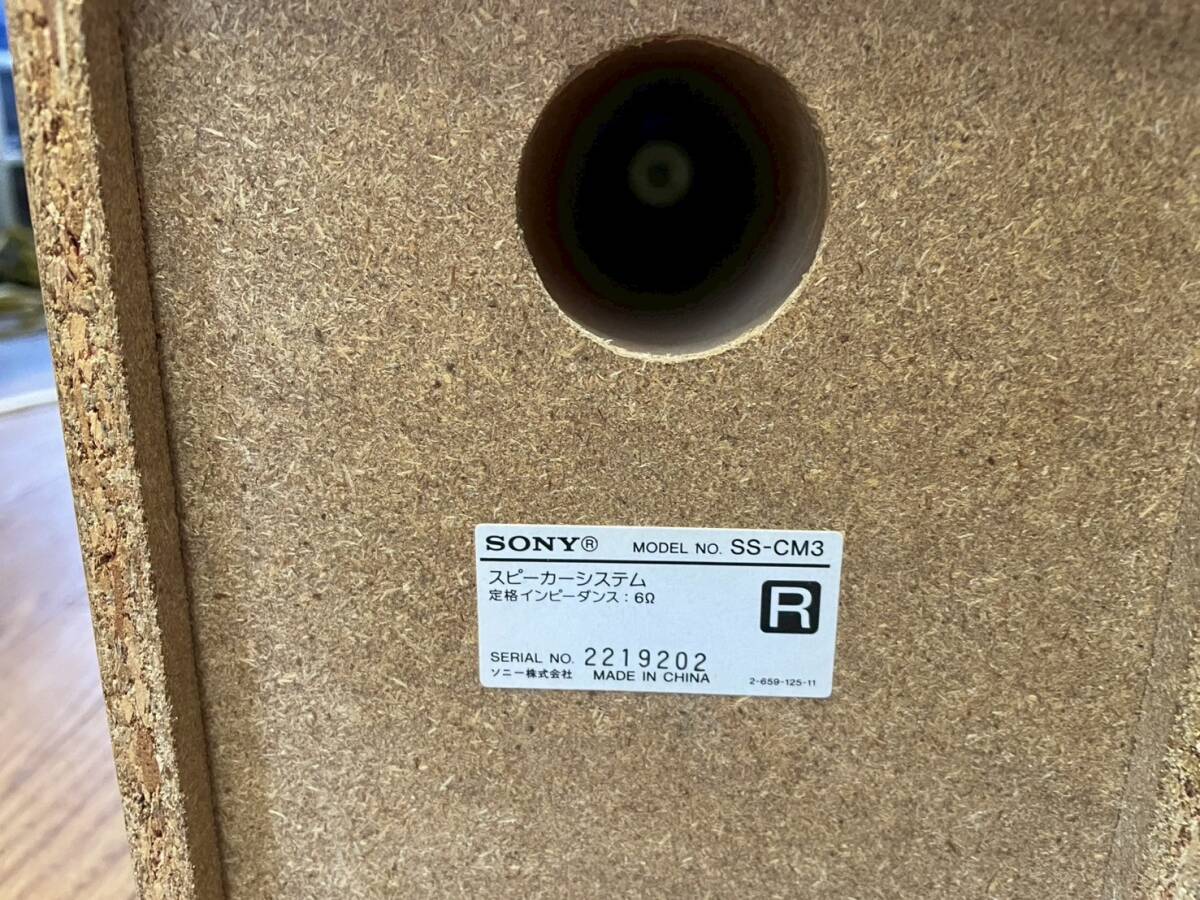 SONY® MODEL NO. SS-CM3
スピーカーシステム
定格インピーダンス：6Ω
R
SERIAL NO. 2219202
ソニー株式会社 MADE IN CHINA 2-659-125-11